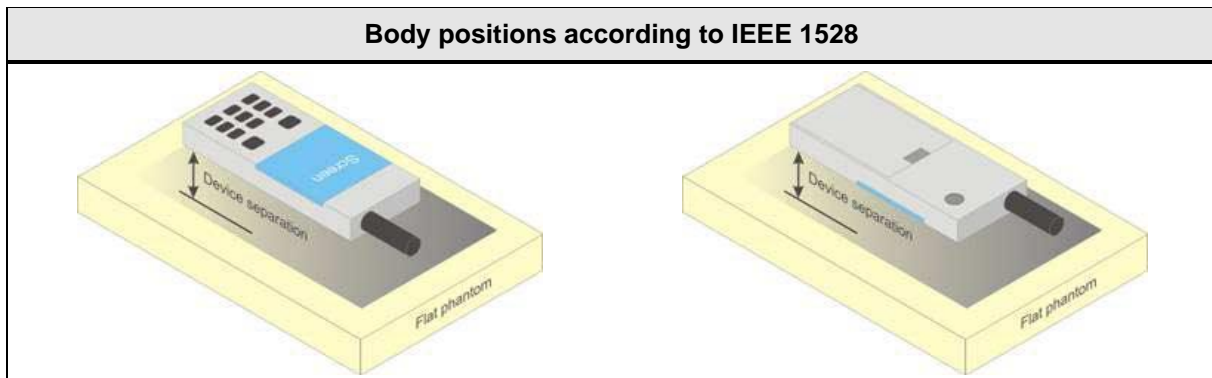 Body positions according to IEEE 1528
Screen
Device separation
Flat phantom
Device separation
Flat phantom